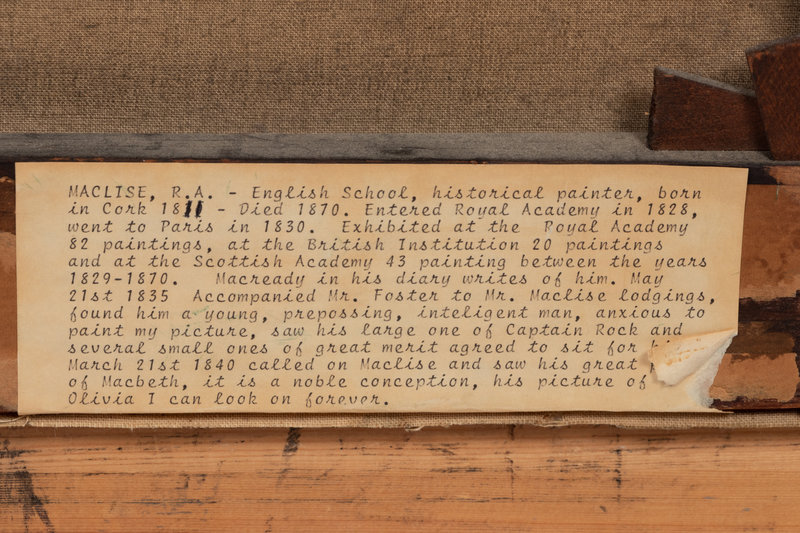 MACLISE, R.A. - English School, historical painter, born
in Cork 1811 - Died 1870. Entered Royal Academy in 1828,
went to Paris in 1830. Exhibited at the Royal Academy
82 paintings, at the British Institution 20 paintings
and at the Scottish Academy 43 painting between the years
1829-1870. Macready in his diary writes of him. May
21st 1835 Accompanied Mr. Foster to Mr. Maclise lodgings,
found him a young, prepossing, inteligent man, anxious to
paint my picture, saw his large one of Captain Rock and
several small ones of great merit agreed to sit for
March 21st 1840 called on Maclise and saw his great
of Macbeth, it is a noble conception, his picture of
Olivia I can look on forever.